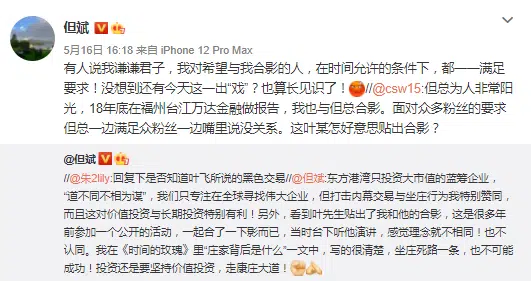 但斌
5月16日 16:18 来自 iPhone 12 Pro Max
有人说我谦谦君子，我对希望与我合影的人，在时间允许的条件下，都一一满足
要求！没想到还有今天这一出“戏”？也算长见识了！//@csw15:但总为人非常阳
光，18年底在福州台江万达金融做报告，我也与但总合影。面对众多粉丝的要求
但总一边满足众粉丝一边嘴里说没关系。这叶某怎好意思贴出合影？
@但斌
//@朱2lily:回复下是否知道叶飞所说的黑色交易//@但斌:东方港湾只投资大市值的蓝筹企业，
“道不同不相为谋”，我们只专注在全球寻找伟大企业，但打击内幕交易与坐庄行为我特别赞同，
而且这对价值投资与长期投资特别有利！另外，看到叶先生贴出了我和他的合影，这是很多年
前参加一个公开的活动，一起合了一下影而已，当时台下听他演讲，感觉理念就不相同！也不
认同。我在《时间的玫瑰》里“庄家背后是什么”一文中，写的很清楚，坐庄死路一条，也不可能
成功！投资还是要坚持价值投资，走康庄大道！